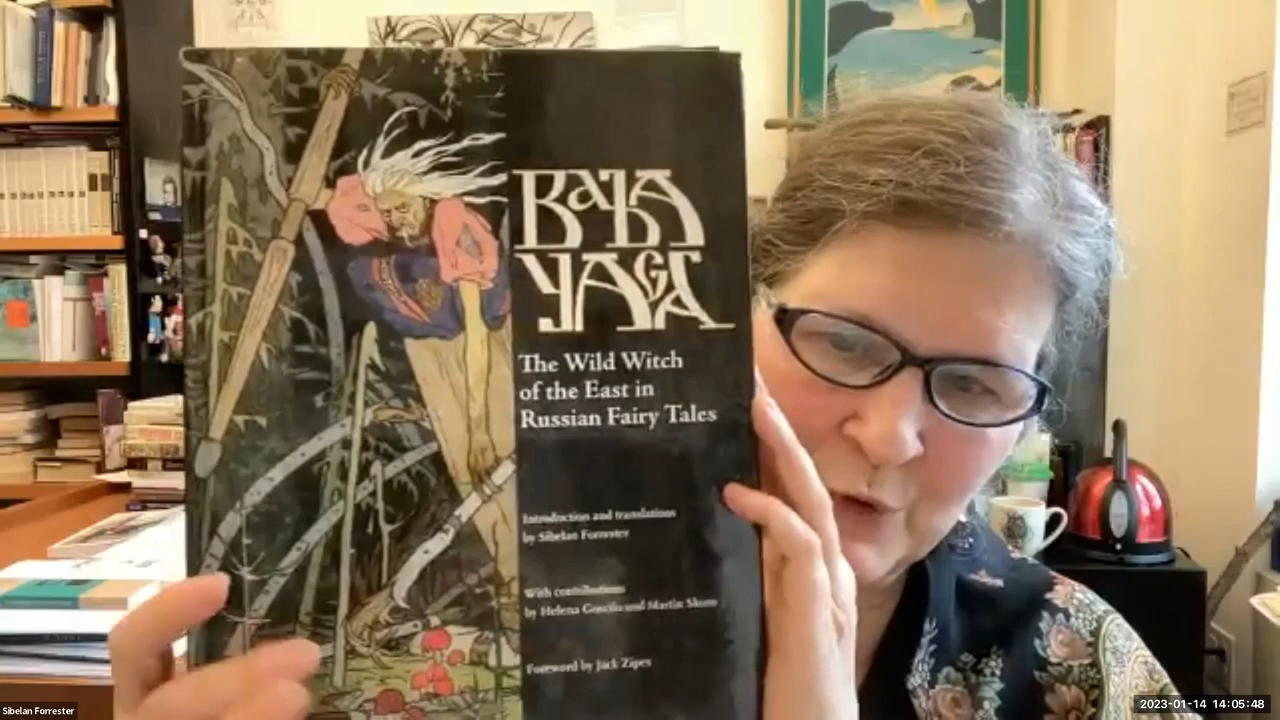 BABA
YAGA
The Wild Witch
of the East in
Russian Fairy Tales
Introduction and translations
by Sibelan Forrester
With contributions
by Helena Goscilo and Martin Skoro
Foreword by Jack Zipes
Sibelan Forrester
2023-01-14 14:05:48